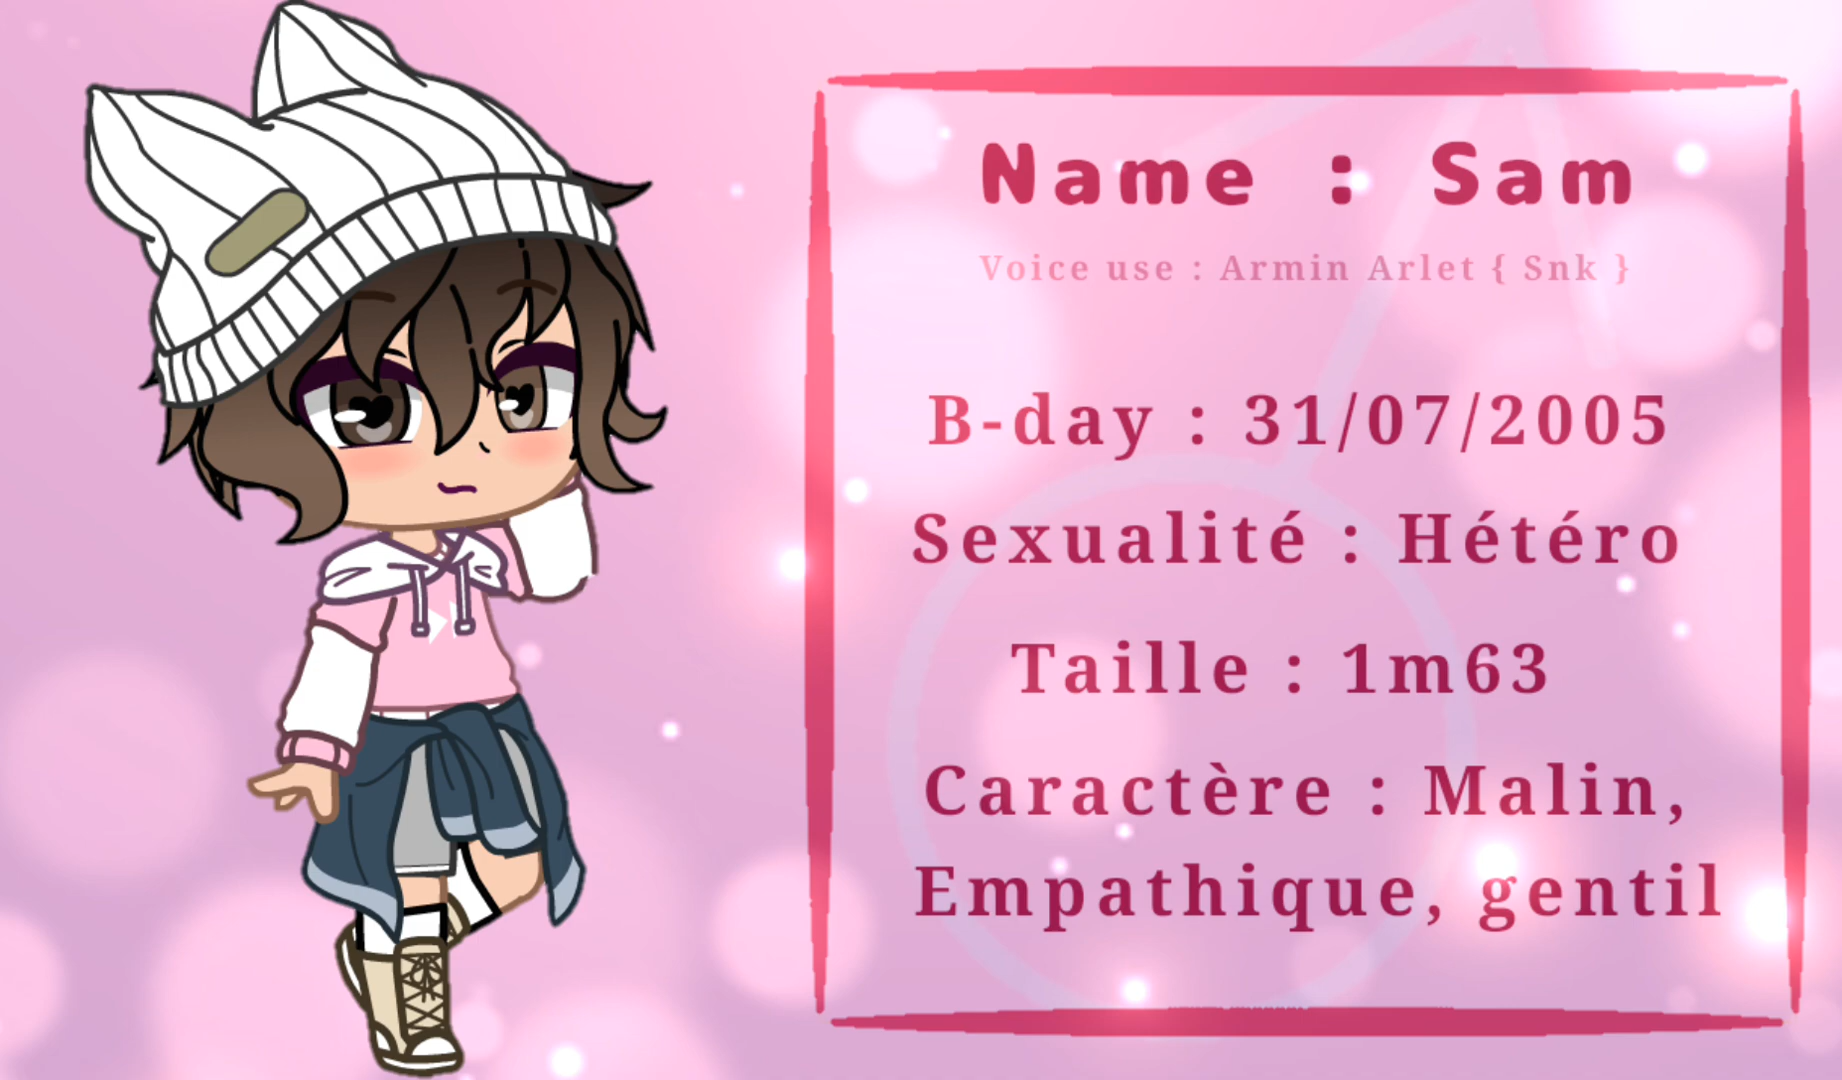 Name : Sam
Voice use : Armin Arlet { Snk }
B-day : 31/07/2005
Sexualité : Hétéro
Taille : 1m63
Caractère : Malin,
Empathique, gentil